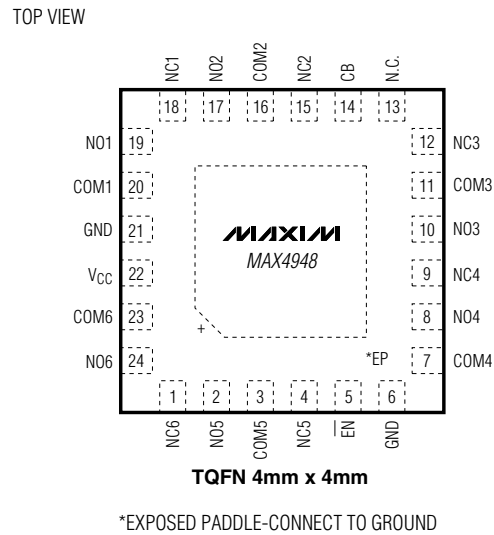 TOP VIEW
NC1 NO2 COM2 NC2 CB N.C.
18 17 16 15 14 13
NO1 19 12 NC3
COM1 20 11 COM3
GND 21 10 NO3
VCC 22 9 NC4
COM6 23 8 NO4
NO6 24 7 COM4
MAXIM
MAX4948
+
*EP
1 2 3 4 5 6
NC6 NO5 COM5 NC5 E̅N̅ GND
TQFN 4mm x 4mm
*EXPOSED PADDLE-CONNECT TO GROUND